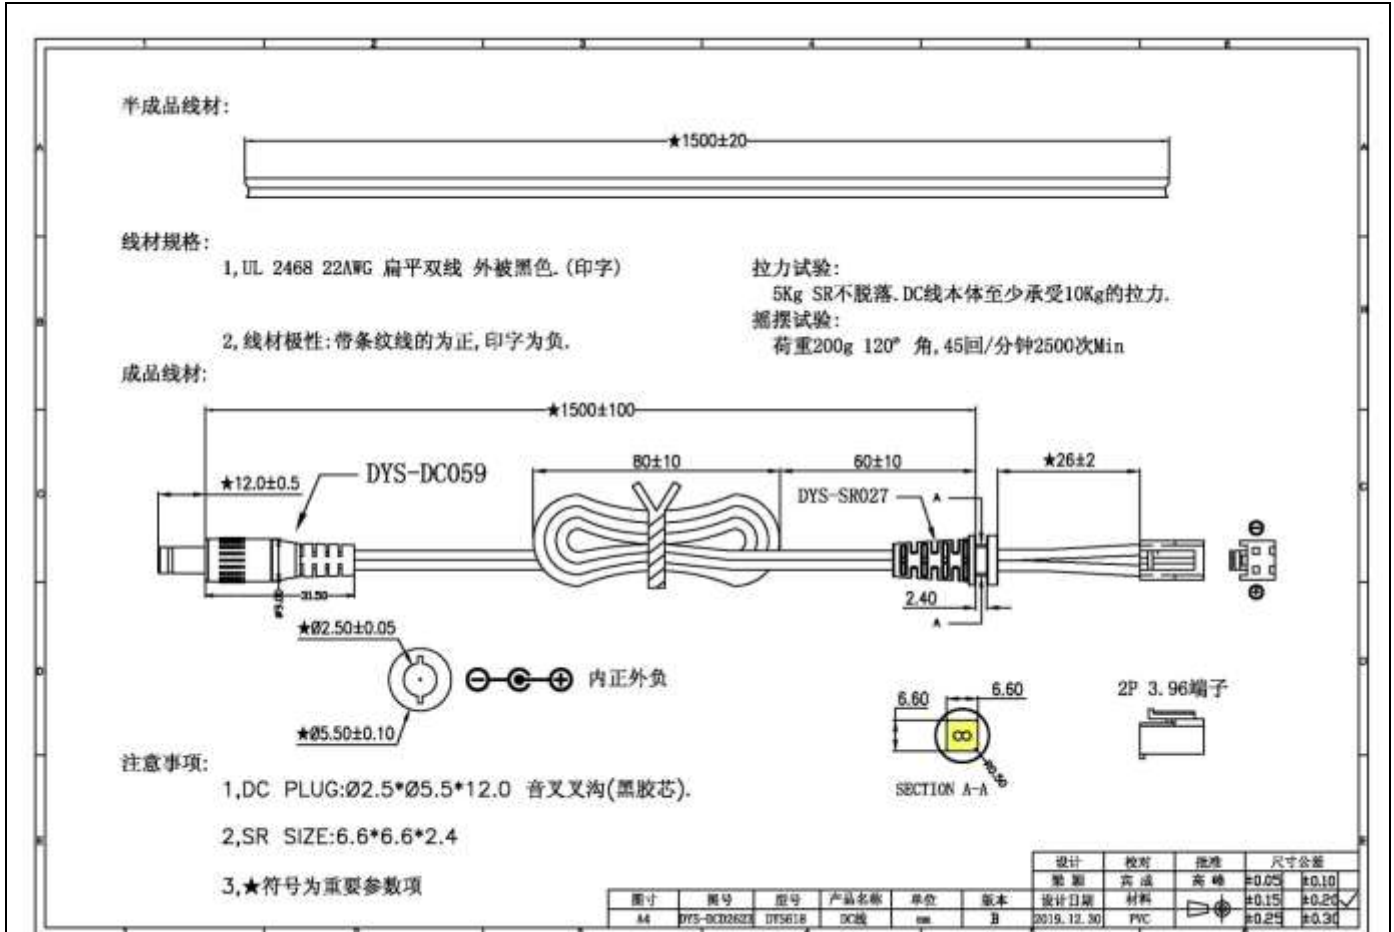 半成品线材:
★1500±20
线材规格:
1,UL 2468 22AWG 扁平双线 外被黑色.(印字)
2,线材极性:带条纹线的为正,印字为负.
拉力试验:
5Kg SR不脱落.DC线本体至少承受10Kg的拉力.
摇摆试验:
荷重200g 120° 角,45回/分钟2500次Min
成品线材:
★1500±100
80±10
60±10
★26±2
★12.0±0.5
DYS-DC059
DYS-SR027
A
31.50
2.40
A
★Ø2.50±0.05
内正外负
★Ø5.50±0.10
6.60
6.60
R0.50
SECTION A-A
2P 3.96端子
注意事项:
1,DC PLUG:Ø2.5*Ø5.5*12.0 音叉叉沟(黑胶芯).
2,SR SIZE:6.6*6.6*2.4
3,★符号为重要参数项
设计 校对 批准 尺寸公差
高峰 ±0.05 ±0.10
图寸 图号 型号 产品名称 单位 版本 设计日期 材料 ±0.15 ±0.20
A4 DYS-DCD2623 DYS618 DC线 mm B 2019.12.30 PVC ±0.25 ±0.30